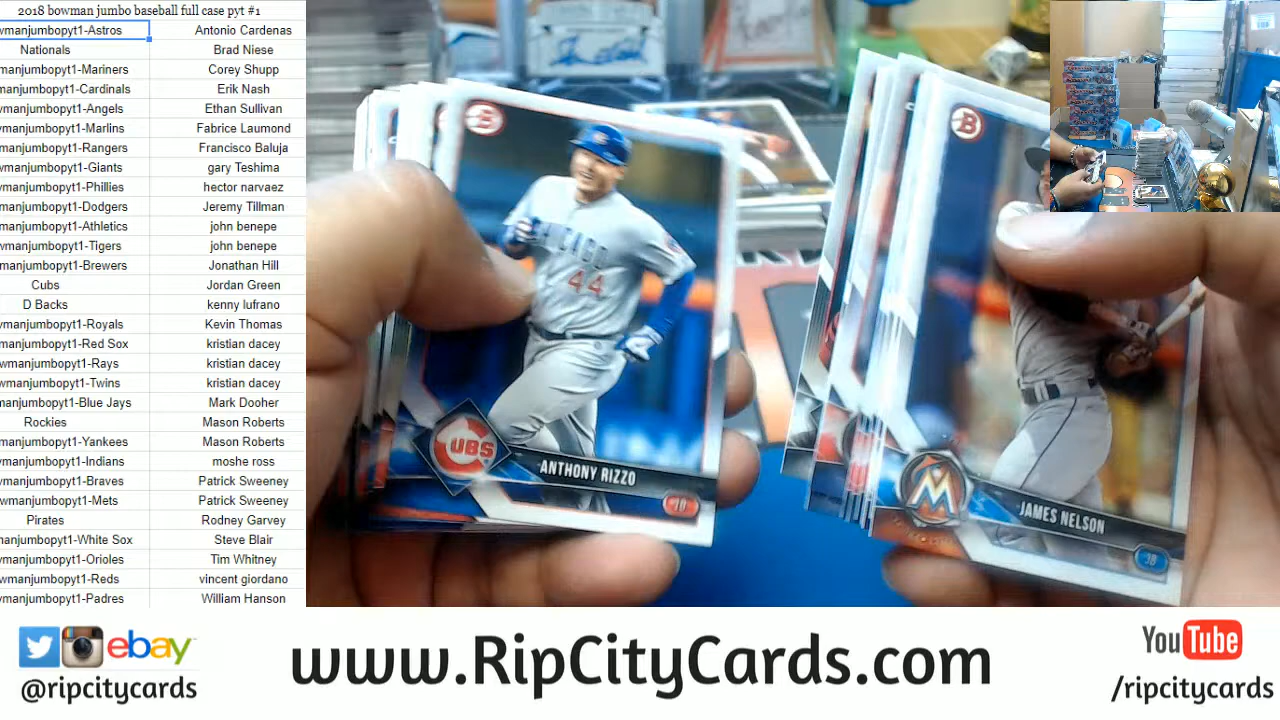 2018 bowman jumbo baseball full case pyt #1
wmanjumbopyt1-Astros Antonio Cardenas
Nationals Brad Niese
manjumbopyt1-Mariners Corey Shupp
manjumbopyt1-Cardinals Erik Nash
wmanjumbopyt1-Angels Ethan Sullivan
wmanjumbopyt1-Marlins Fabrice Laumond
manjumbopyt1-Rangers Francisco Baluja
wmanjumbopyt1-Giants gary Teshima
manjumbopyt1-Phillies hector narvaez
manjumbopyt1-Dodgers Jeremy Tillman
manjumbopyt1-Athletics john benepe
wmanjumbopyt1-Tigers john benepe
manjumbopyt1-Brewers Jonathan Hill
Cubs Jordan Green
D Backs kenny lufrano
wmanjumbopyt1-Royals Kevin Thomas
manjumbopyt1-Red Sox kristian dacey
wmanjumbopyt1-Rays kristian dacey
wmanjumbopyt1-Twins kristian dacey
manjumbopyt1-Blue Jays Mark Dooher
Rockies Mason Roberts
manjumbopyt1-Yankees Mason Roberts
wmanjumbopyt1-Indians moshe ross
wmanjumbopyt1-Braves Patrick Sweeney
wmanjumbopyt1-Mets Patrick Sweeney
Pirates Rodney Garvey
manjumbopyt1-White Sox Steve Blair
wmanjumbopyt1-Orioles Tim Whitney
wmanjumbopyt1-Reds vincent giordano
wmanjumbopyt1-Padres William Hanson
B
CHICAGO
44
CUBS
ANTHONY RIZZO
1B
B
M
JAMES NELSON
3B
ebay
@ripcitycards
www.RipCityCards.com
YouTube
/ripcitycards